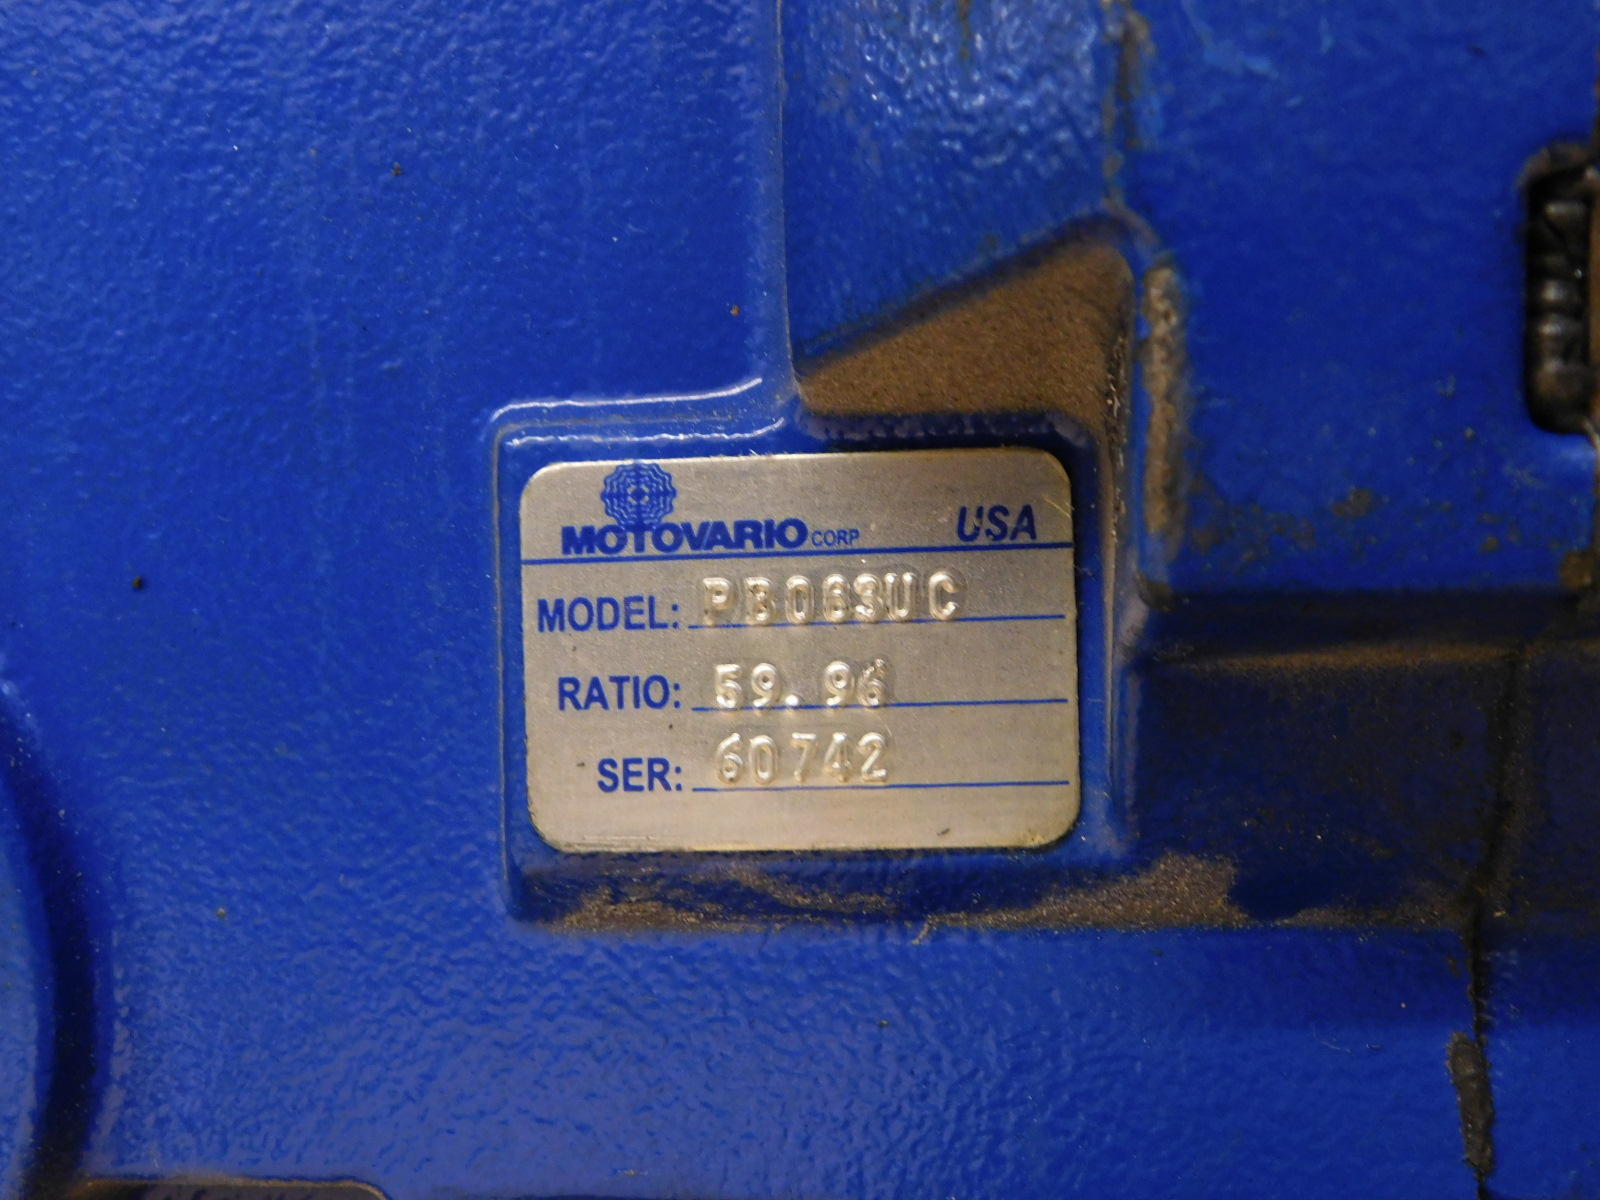 MOTOVARIO CORP USA
MODEL: PB063UC
RATIO: 59.96
SER: 60742